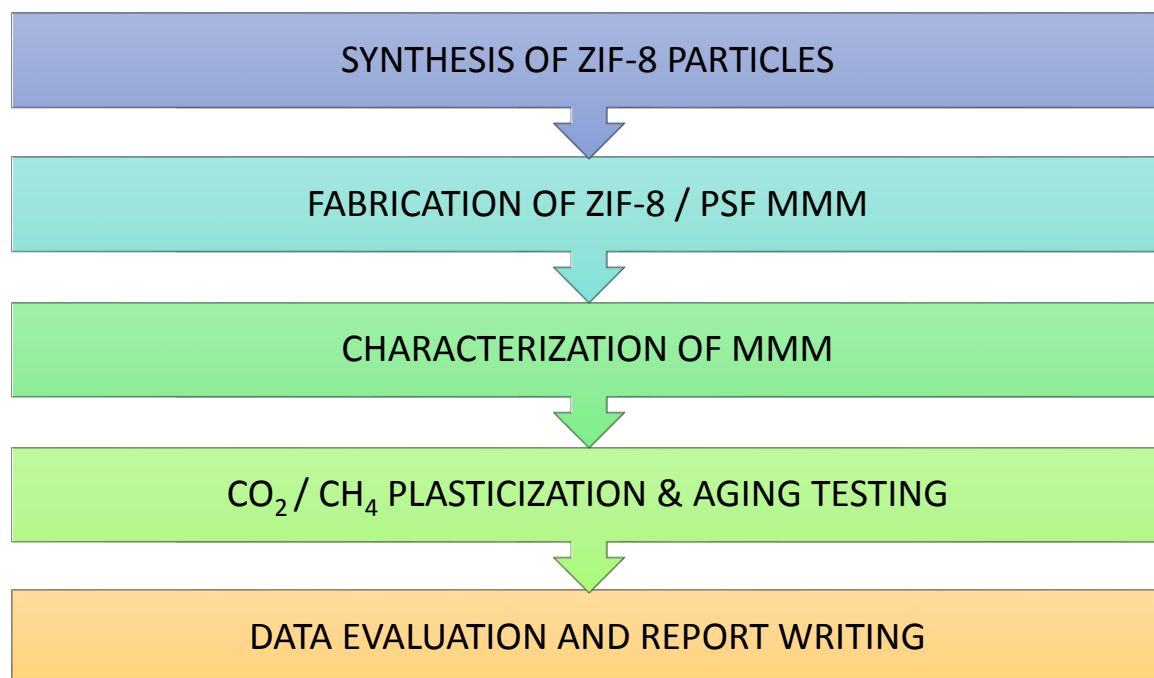 SYNTHESIS OF ZIF-8 PARTICLES
FABRICATION OF ZIF-8 / PSF MMM
CHARACTERIZATION OF MMM
CO₂ / CH₄ PLASTICIZATION & AGING TESTING
DATA EVALUATION AND REPORT WRITING